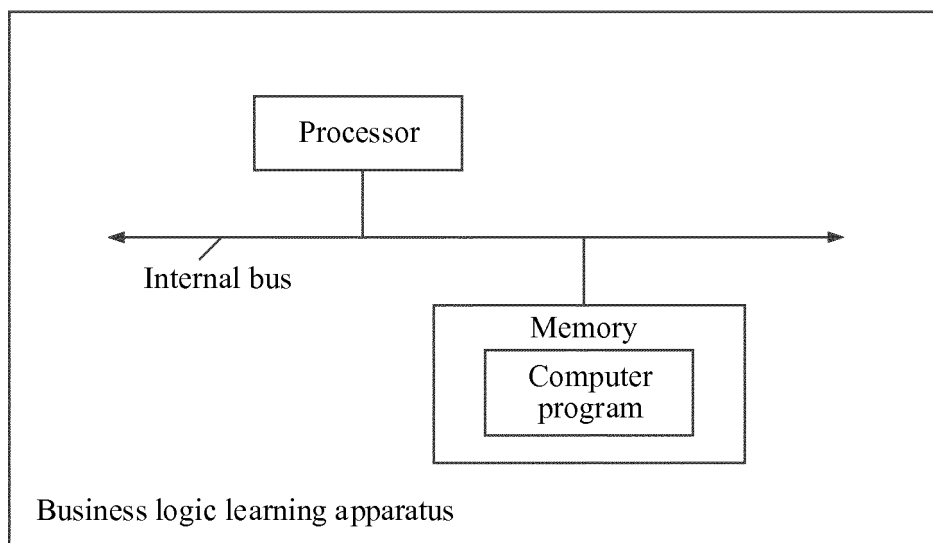 Processor
Internal bus
Memory
Computer
program
Business logic learning apparatus